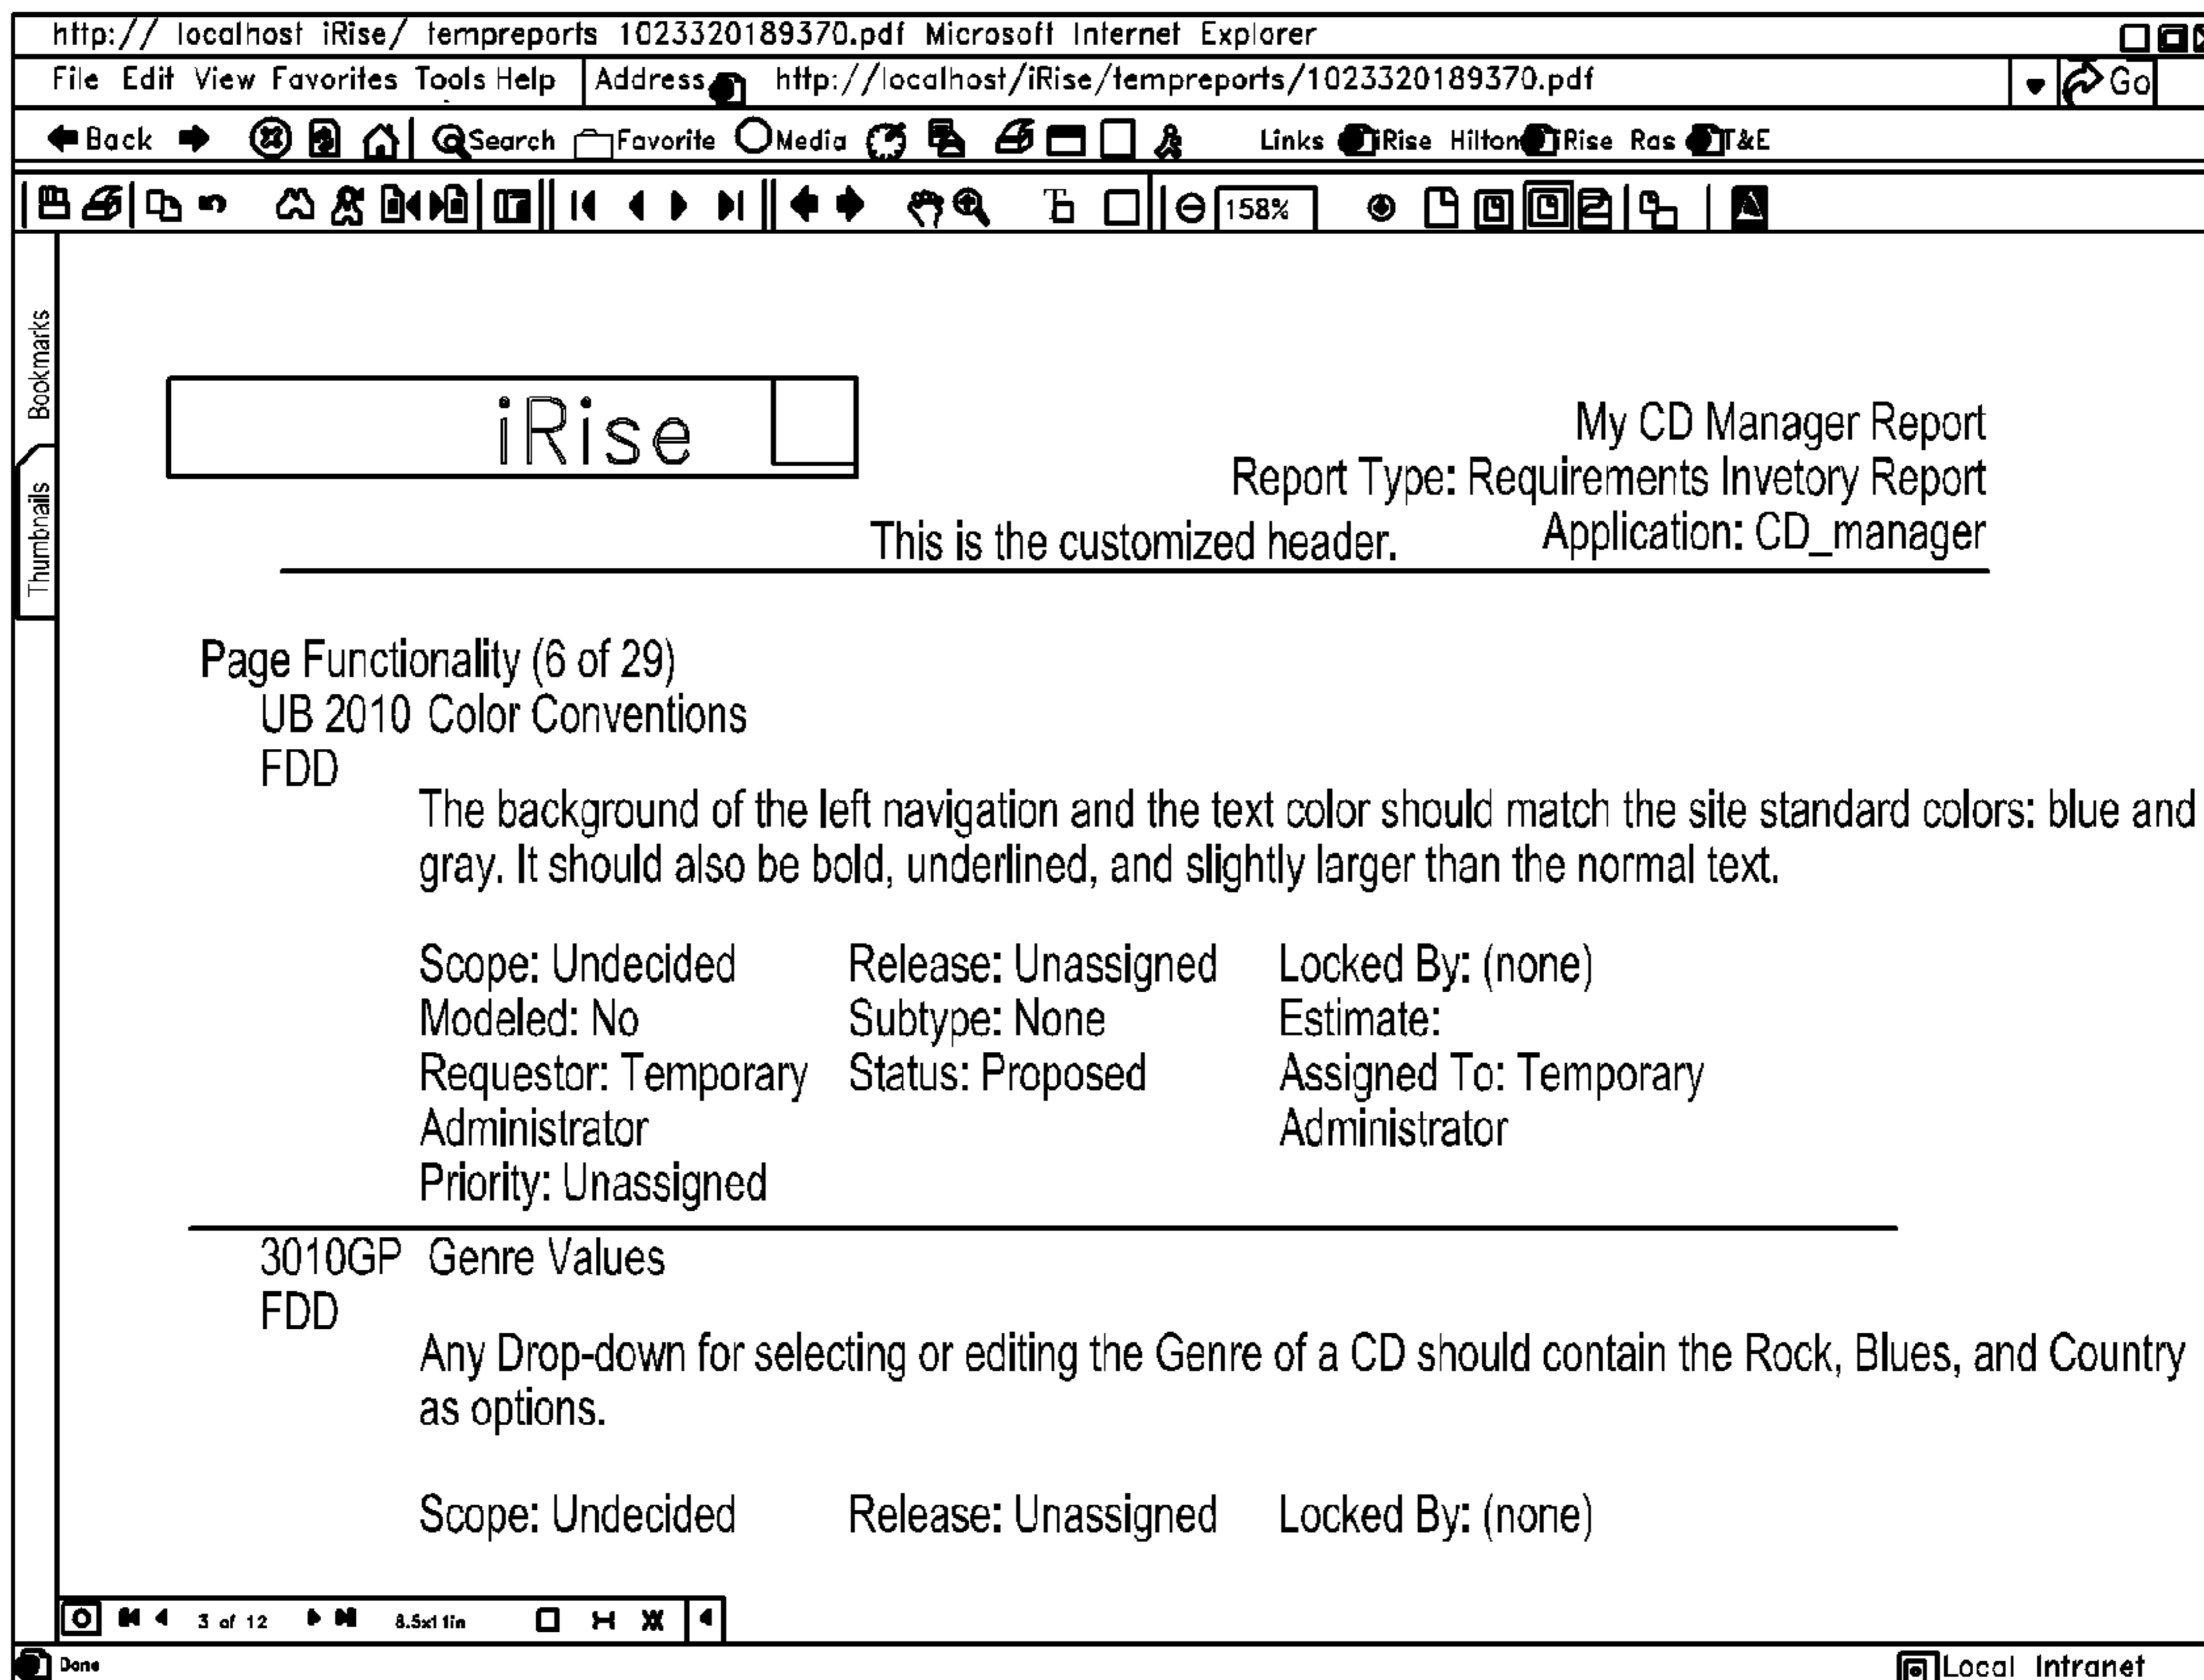 http:// localhost iRise/ tempreports 1023320189370.pdf Microsoft Internet Explorer
File Edit View Favorites Tools Help Address http://localhost/iRise/tempreports/1023320189370.pdf Go
Back Search Favorite Media Links iRise Hilton iRise Ras T&E
158%
Bookmarks
Thumbnails
iRise
My CD Manager Report
Report Type: Requirements Invetory Report
This is the customized header. Application: CD_manager
Page Functionality (6 of 29)
UB 2010 Color Conventions
FDD
The background of the left navigation and the text color should match the site standard colors: blue and
gray. It should also be bold, underlined, and slightly larger than the normal text.
Scope: Undecided Release: Unassigned Locked By: (none)
Modeled: No Subtype: None Estimate:
Requestor: Temporary Status: Proposed Assigned To: Temporary
Administrator Administrator
Priority: Unassigned
3010GP Genre Values
FDD
Any Drop-down for selecting or editing the Genre of a CD should contain the Rock, Blues, and Country
as options.
Scope: Undecided Release: Unassigned Locked By: (none)
3 of 12 8.5x11in
Done Local Intranet